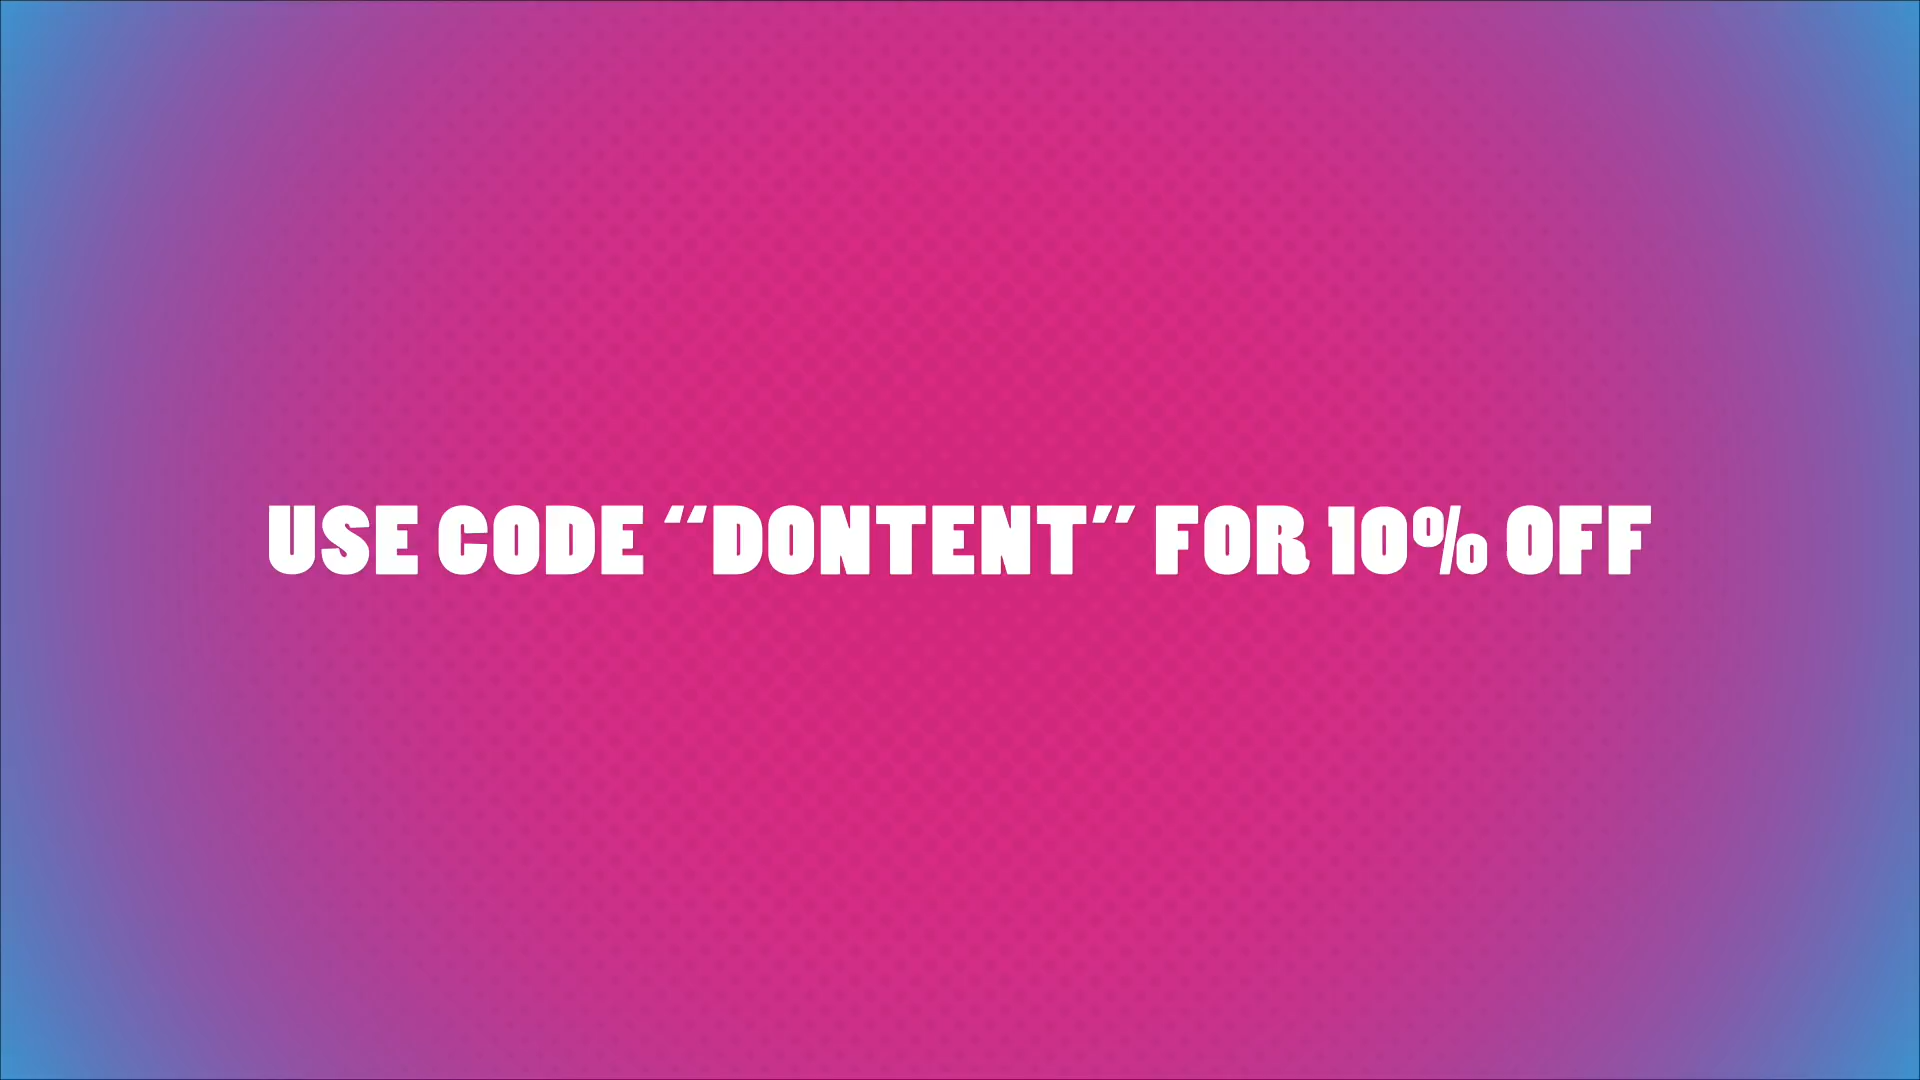 USE CODE “DONTENT” FOR 10% OFF